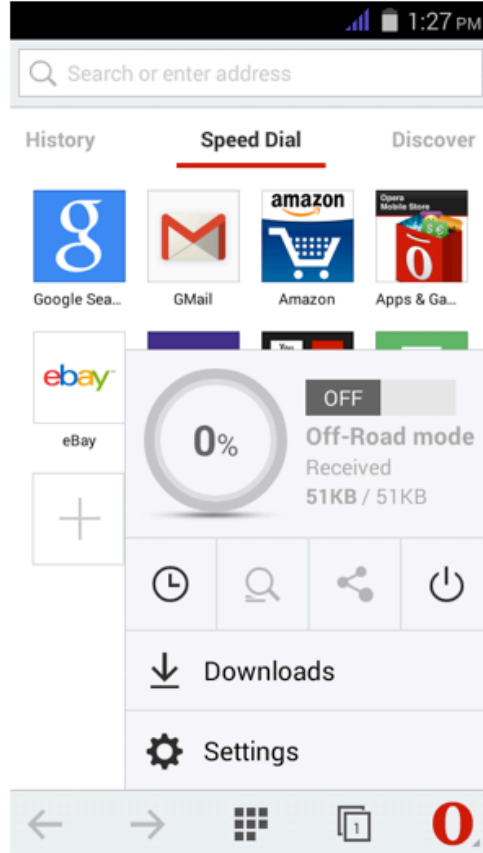 1:27 PM
Search or enter address
History Speed Dial Discover
amazon
Opera
Mobile Store
Google Sea... GMail Amazon Apps & Ga...
You
ebay
eBay
OFF
0%
Off-Road mode
Received
51KB / 51KB
Downloads
Settings
1